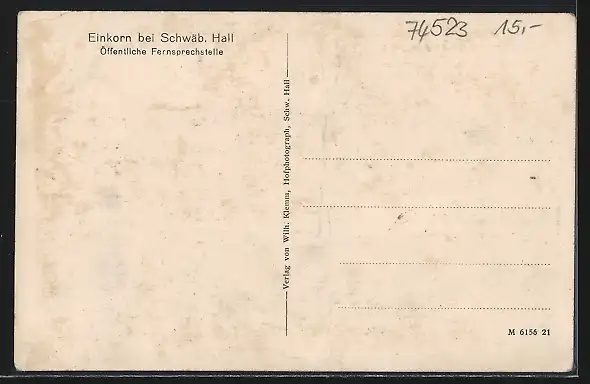 Einkorn bei Schwäb. Hall
Öffentliche Fernsprechstelle
74523 15,-
Verlag von Wilh. Klemm, Hofphotograph, Schw. Hall
M 6156 21